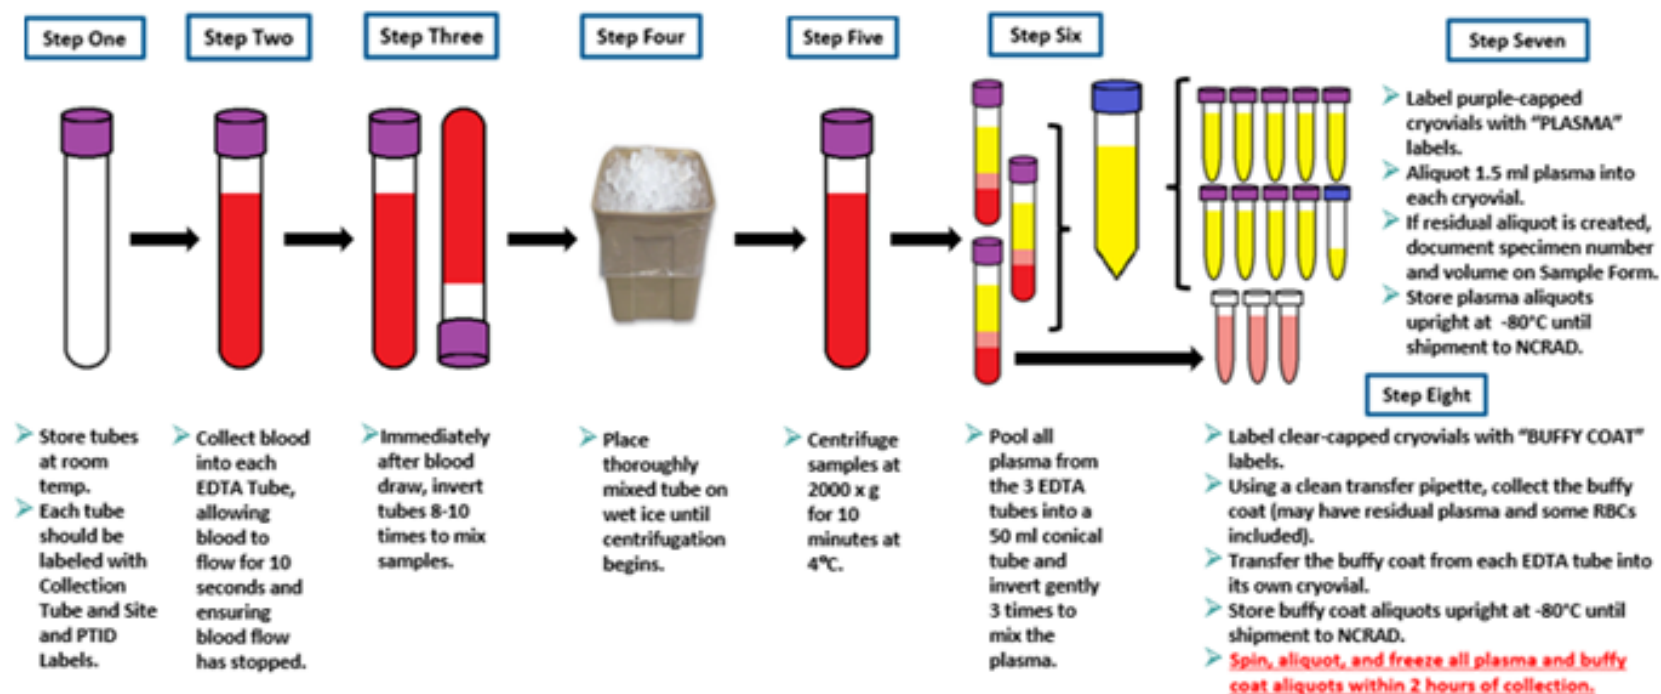 Step One
Step Two
Step Three
Step Four
Step Five
Step Six
Step Seven
Store tubes
at room
temp.
Each tube
should be
labeled with
Collection
Tube and Site
and PTID
Labels.
Collect blood
into each
EDTA Tube,
allowing
blood to
flow for 10
seconds and
ensuring
blood flow
has stopped.
Immediately
after blood
draw, invert
tubes 8-10
times to mix
samples.
Place
thoroughly
mixed tube on
wet ice until
centrifugation
begins.
Centrifuge
samples at
2000 x g
for 10
minutes at
4°C.
Pool all
plasma from
the 3 EDTA
tubes into a
50 ml conical
tube and
invert gently
3 times to
mix the
plasma.
Label purple-capped
cryovials with “PLASMA”
labels.
Aliquot 1.5 ml plasma into
each cryovial.
If residual aliquot is created,
document specimen number
and volume on Sample Form.
Store plasma aliquots
upright at -80°C until
shipment to NCRAD.
Step Eight
Label clear-capped cryovials with “BUFFY COAT”
labels.
Using a clean transfer pipette, collect the buffy
coat (may have residual plasma and some RBCs
included).
Transfer the buffy coat from each EDTA tube into
its own cryovial.
Store buffy coat aliquots upright at -80°C until
shipment to NCRAD.
Spin, aliquot, and freeze all plasma and buffy
coat aliquots within 2 hours of collection.